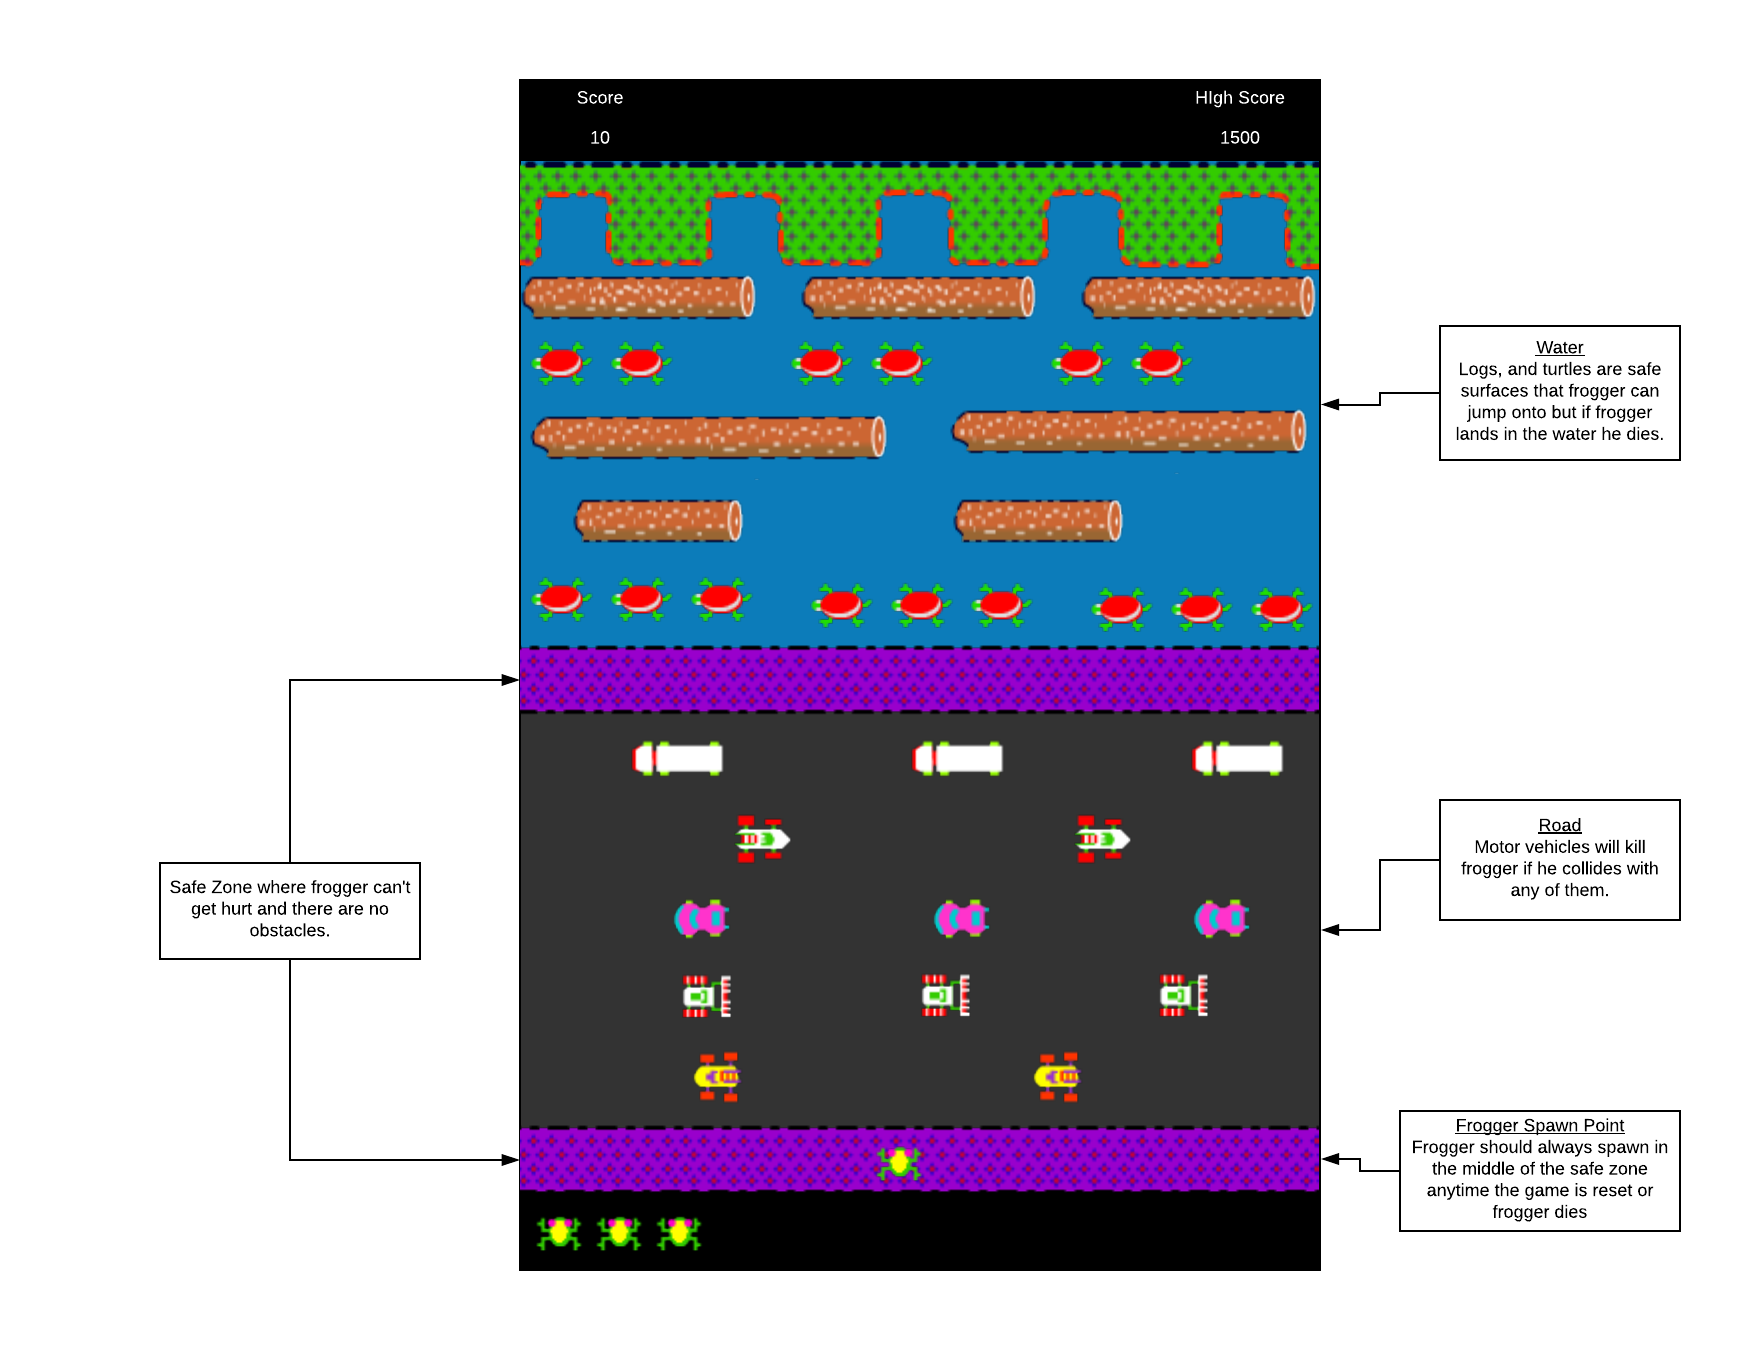 Score
HIgh Score
10
1500
Water
Logs, and turtles are safe
surfaces that frogger can
jump onto but if frogger
lands in the water he dies.
Road
Motor vehicles will kill
frogger if he collides with
any of them.
Safe Zone where frogger can't
get hurt and there are no
obstacles.
Frogger Spawn Point
Frogger should always spawn in
the middle of the safe zone
anytime the game is reset or
frogger dies